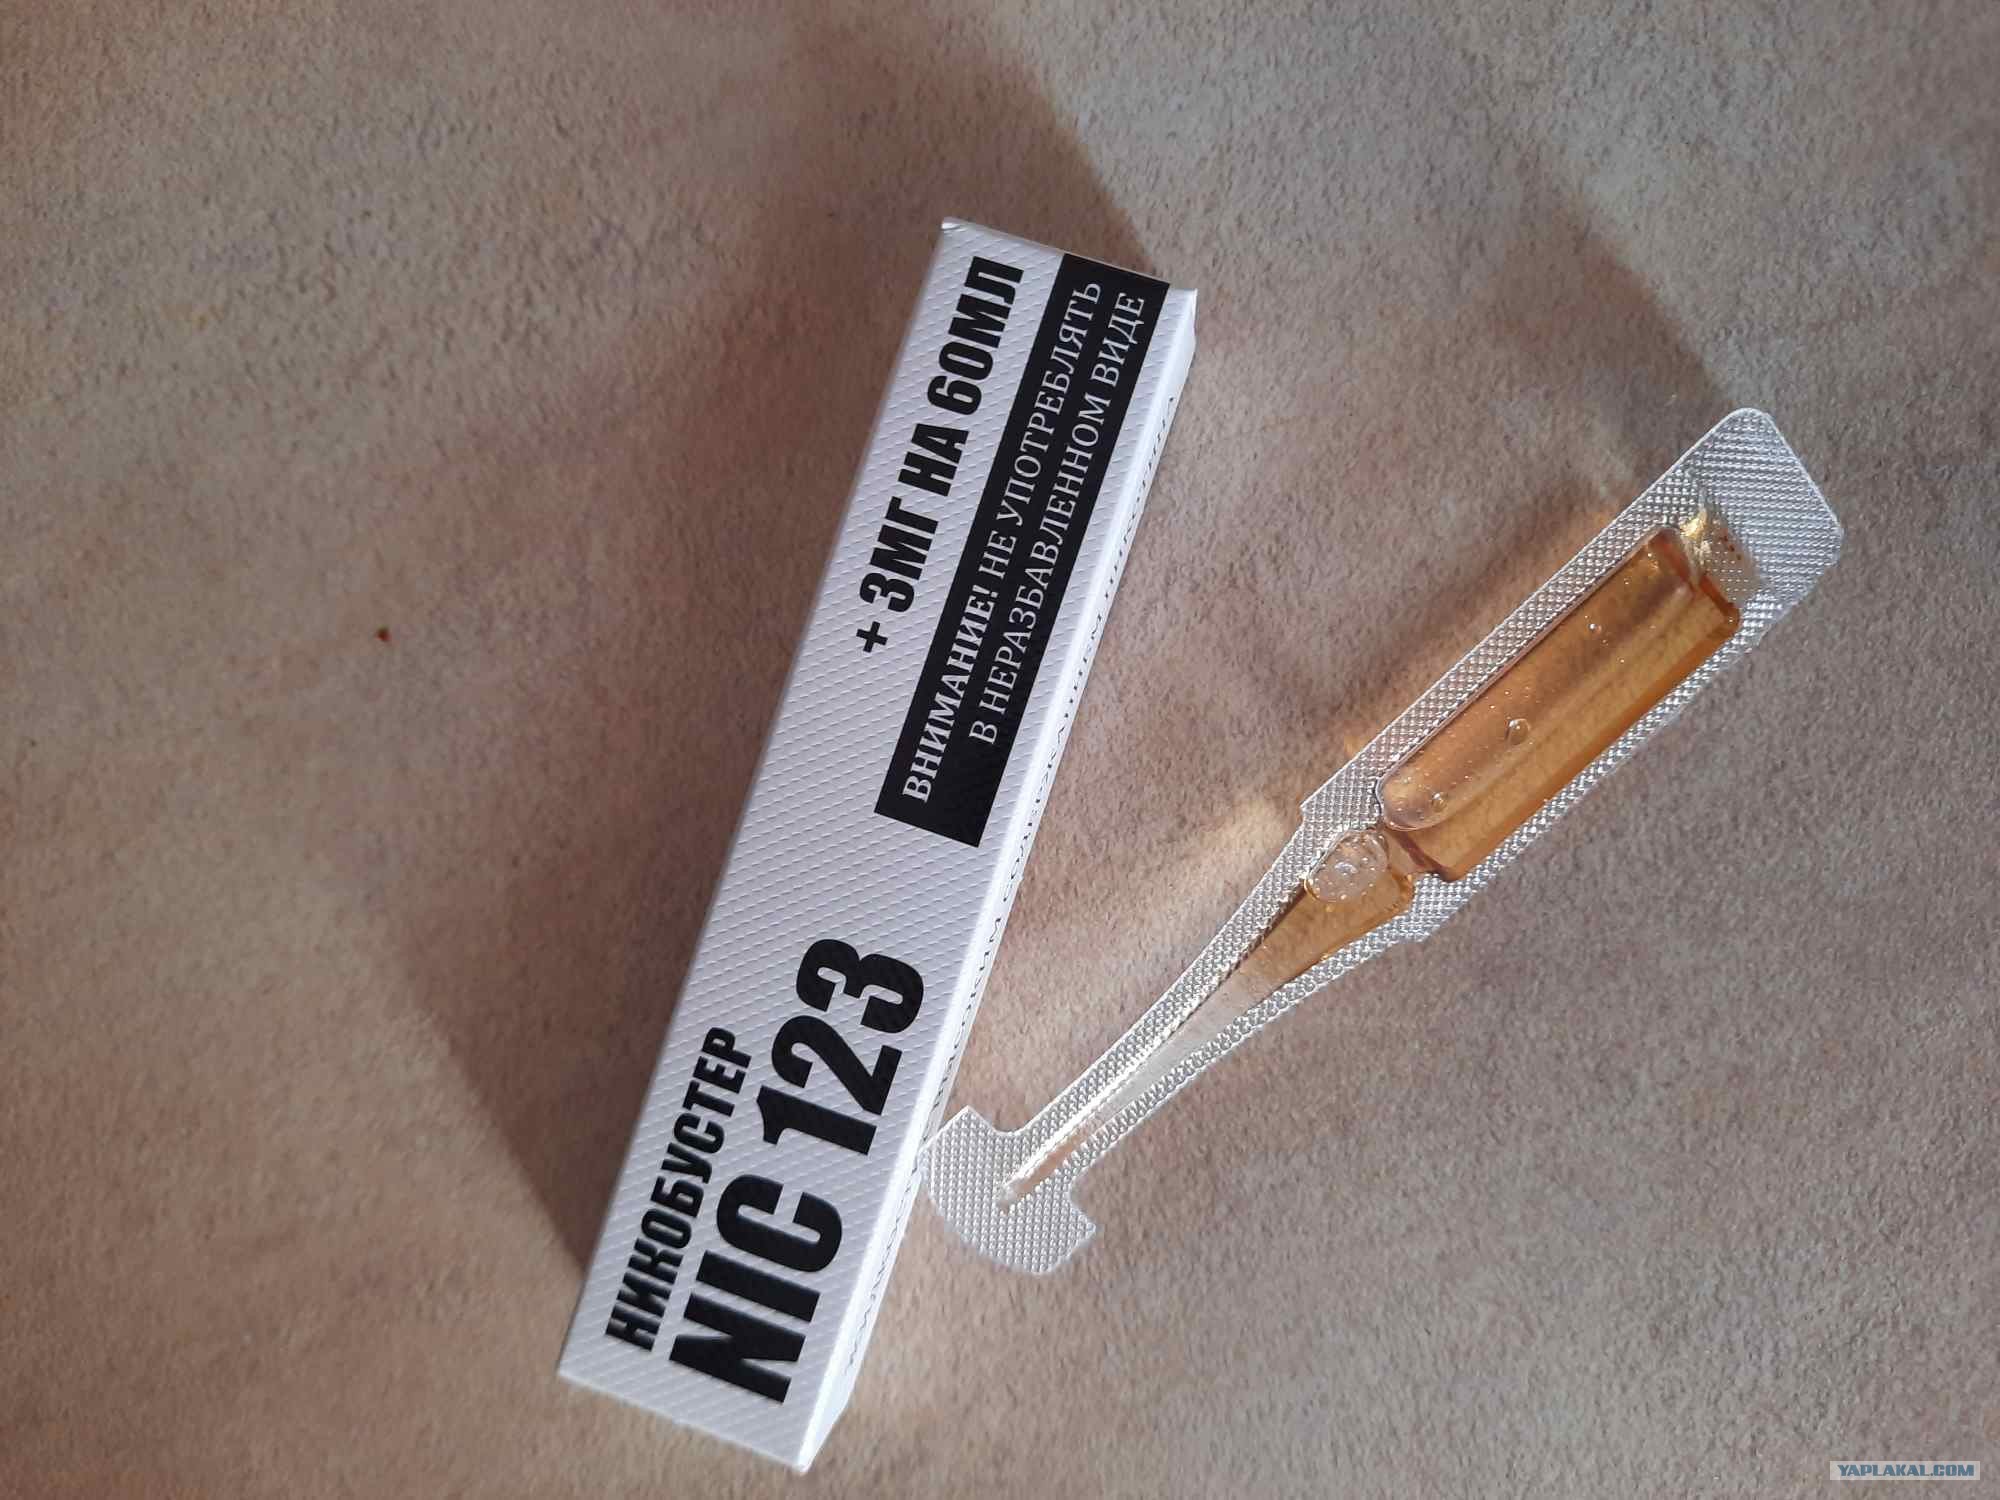 НИКОБУСТЕР
NIC 123
+ 3МГ НА 60МЛ
ВНИМАНИЕ! НЕ УПОТРЕБЛЯТЬ
В НЕРАЗБАВЛЕННОМ ВИДЕ
YAPLAKAL.COM